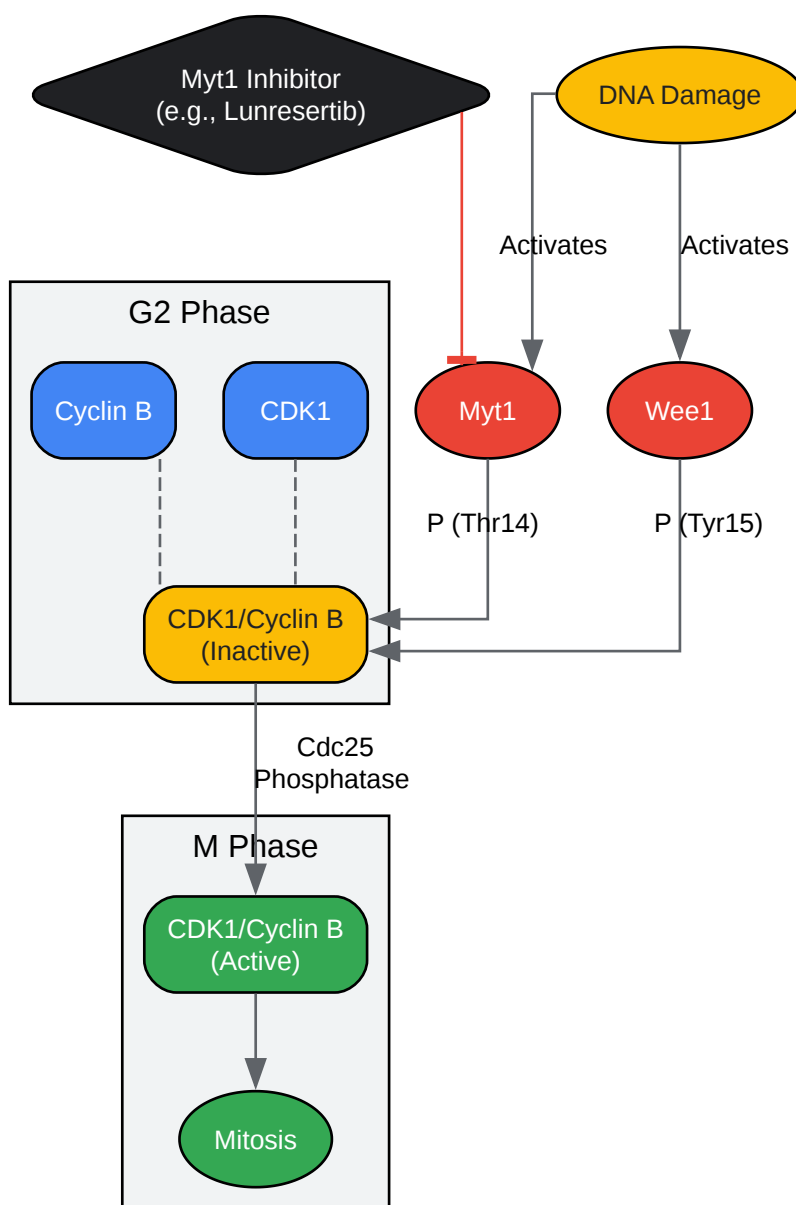 Myt1 Inhibitor
(e.g., Lunresertib)
DNA Damage
Activates
Activates
G2 Phase
Cyclin B
CDK1
Myt1
Wee1
P (Thr14)
P (Tyr15)
CDK1/Cyclin B
(Inactive)
Cdc25
Phosphatase
M Phase
CDK1/Cyclin B
(Active)
Mitosis